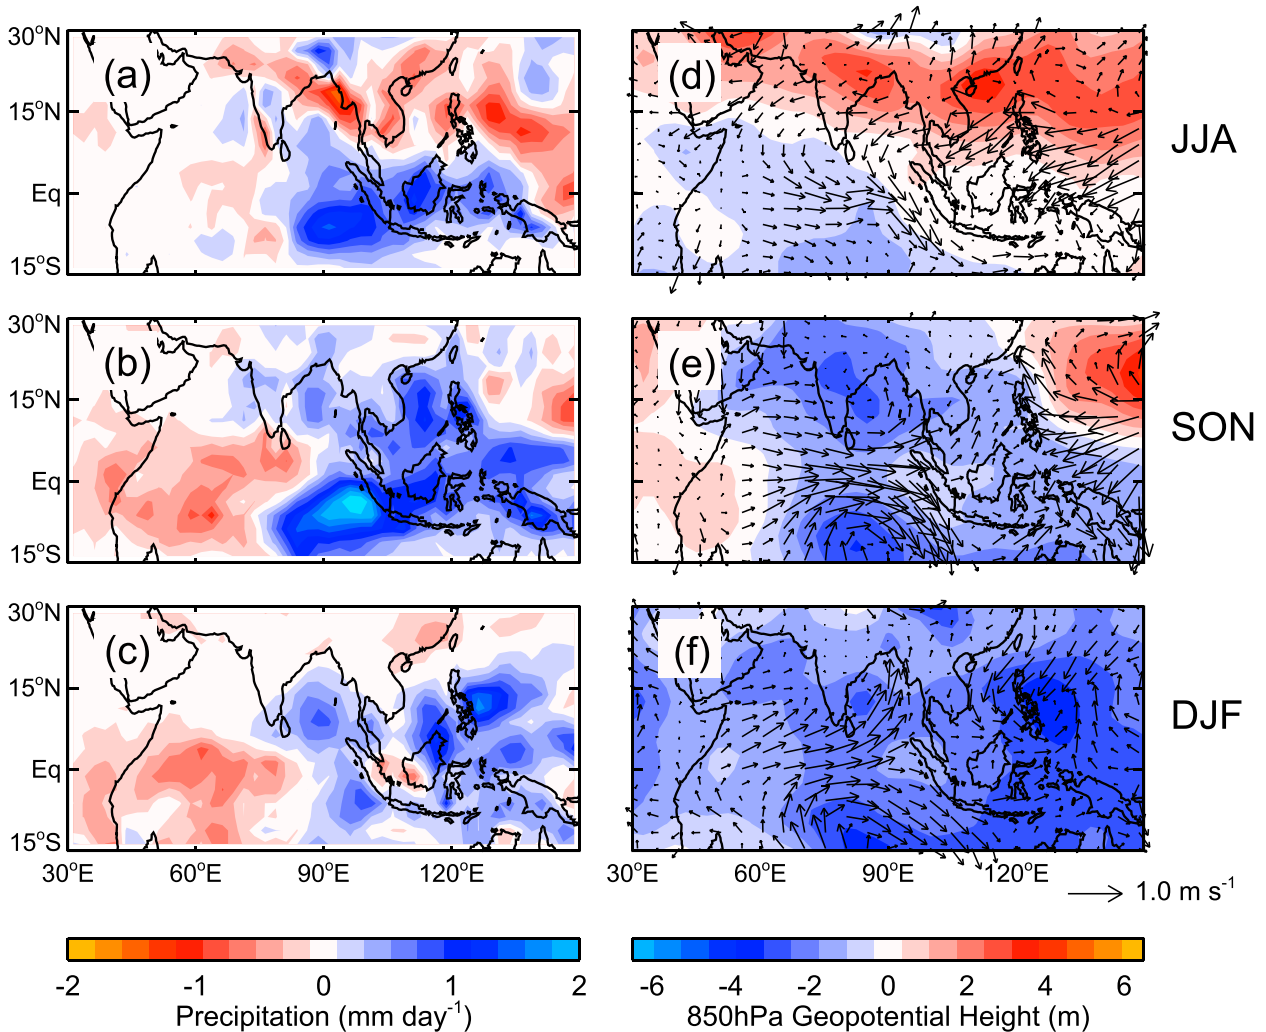 30°N
(a)
(d)
15°N
JJA
Eq
15°S
30°N
(b)
(e)
15°N
SON
Eq
15°S
30°N
(c)
(f)
15°N
DJF
Eq
15°S
30°E 60°E 90°E 120°E 30°E 60°E 90°E 120°E
1.0 m s⁻¹
-2 -1 0 1 2 -6 -4 -2 0 2 4 6
Precipitation (mm day⁻¹) 850hPa Geopotential Height (m)